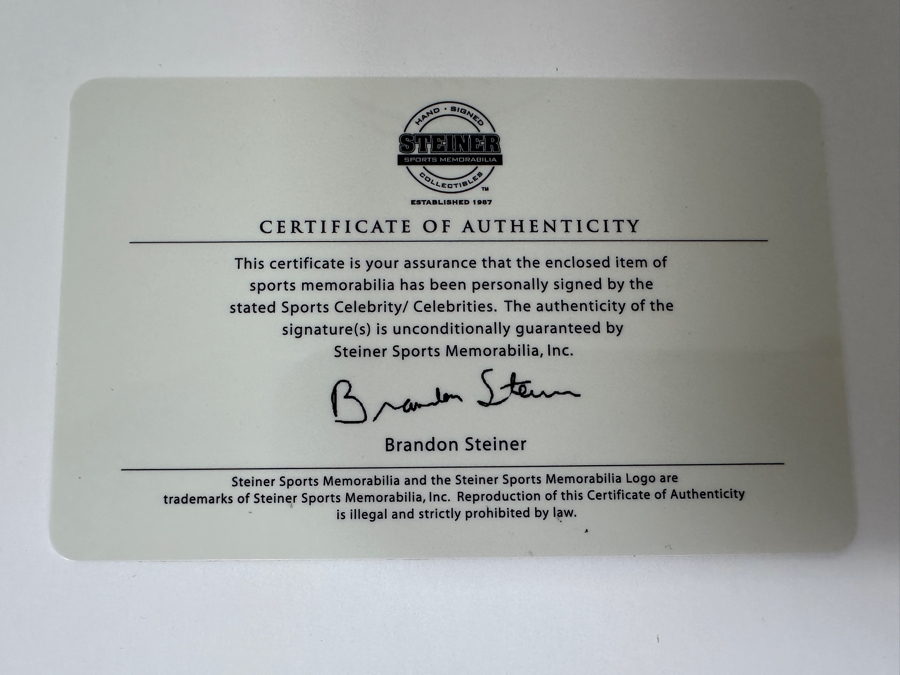 HAND · SIGNED
STEINER
SPORTS MEMORABILIA
COLLECTIBLES
TM
ESTABLISHED 1987
CERTIFICATE OF AUTHENTICITY
This certificate is your assurance that the enclosed item of
sports memorabilia has been personally signed by the
stated Sports Celebrity/ Celebrities. The authenticity of the
signature(s) is unconditionally guaranteed by
Steiner Sports Memorabilia, Inc.
Brandon Steiner
Brandon Steiner
Steiner Sports Memorabilia and the Steiner Sports Memorabilia Logo are
trademarks of Steiner Sports Memorabilia, Inc. Reproduction of this Certificate of Authenticity
is illegal and strictly prohibited by law.